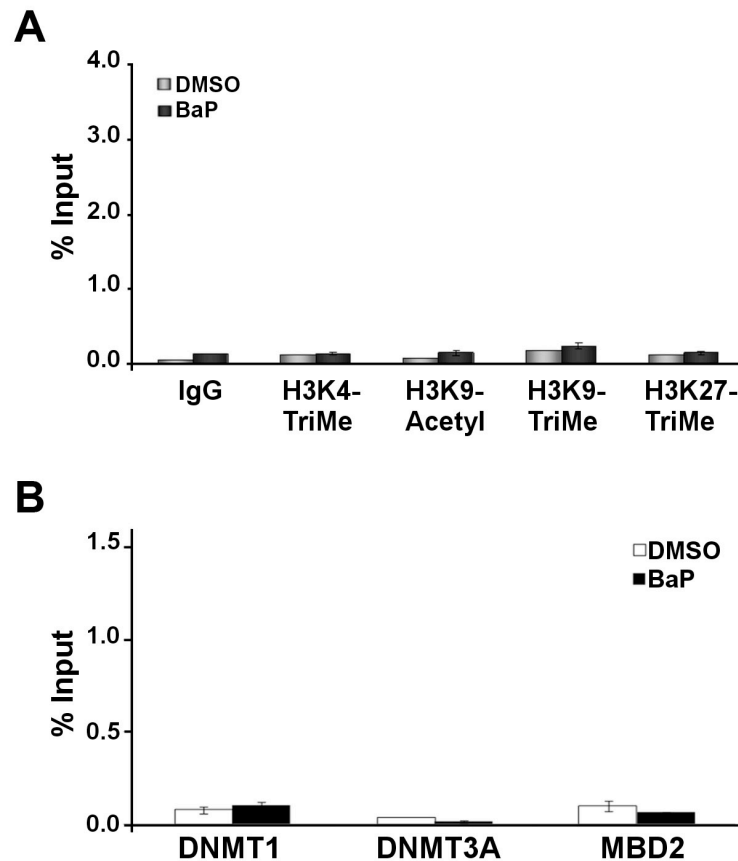 A
4.0
3.0
2.0
1.0
0.0
% Input
DMSO
BaP
IgG
H3K4-
TriMe
H3K9-
Acetyl
H3K9-
TriMe
H3K27-
TriMe
B
1.5
1.0
0.5
0.0
% Input
DMSO
BaP
DNMT1
DNMT3A
MBD2